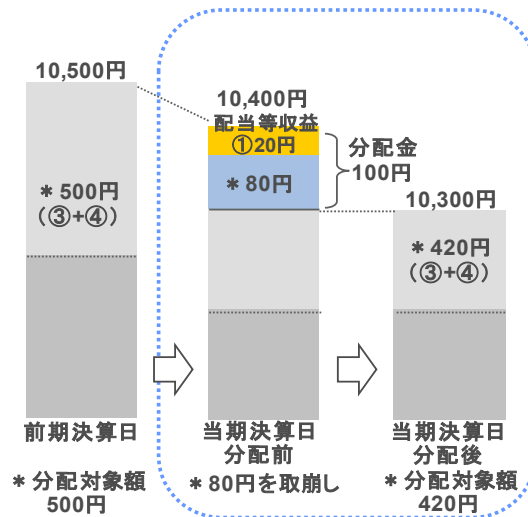 10,500円
＊500円
（③+④）
前期決算日
＊分配対象額
500円
10,400円
配当等収益
①20円
＊80円
分配金
100円
当期決算日
分配前
＊80円を取崩し
10,300円
＊420円
（③+④）
当期決算日
分配後
＊分配対象額
420円